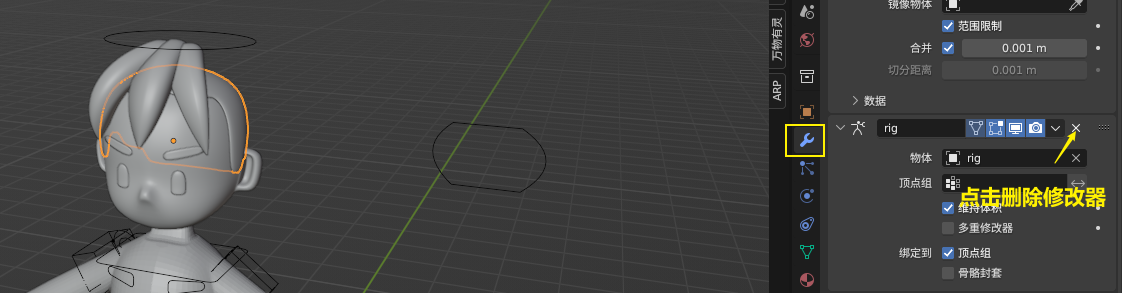 镜像物体
范围限制
合并 0.001 m
切分距离 0.001 m
数据
rig
物体 rig
顶点组
点击删除修改器
维持体积
多重修改器
绑定到 顶点组
骨骼封套
万物有灵
ARP